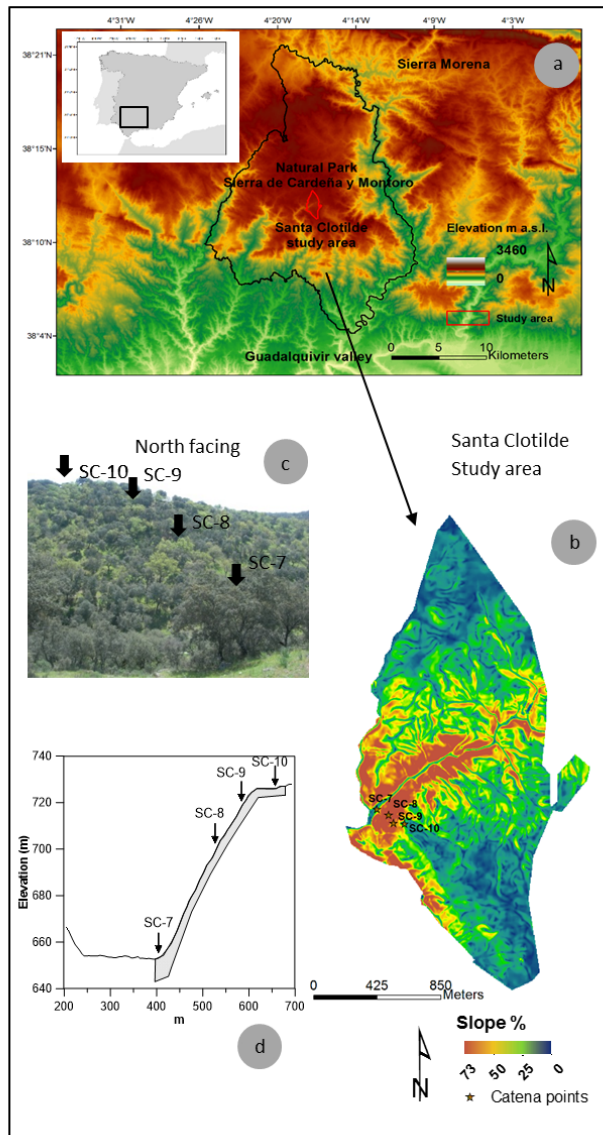 4°31'W 4°26'W 4°20'W 4°14'W 4°9'W 4°3'W
38°21'N
38°15'N
38°10'N
38°4'N
a
Sierra Morena
Natural Park
Sierra de Cardeña y Montoro
Santa Clotilde
study area
Elevation m a.s.l.
3460
0
N
Study area
Guadalquivir valley
0 5 10
Kilometers
North facing
c
SC-10 SC-9
SC-8
SC-7
Santa Clotilde
Study area
b
SC-7
SC-8
SC-9
SC-10
0 425 850
Meters
Slope %
73 50 25 0
N
Catena points
740
720
700
680
660
640
Elevation (m)
SC-10
SC-9
SC-8
SC-7
200 300 400 500 600 700
m
d